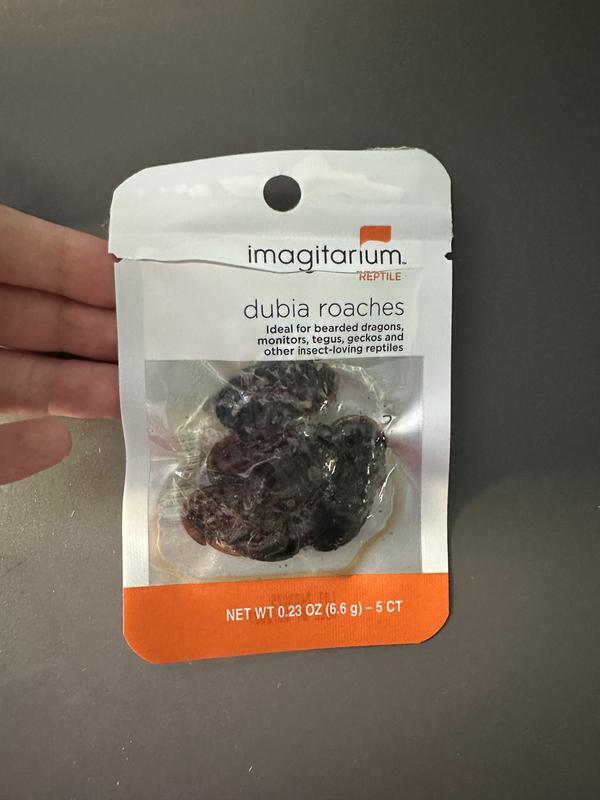 imagitarium™
REPTILE
dubia roaches
Ideal for bearded dragons,
monitors, tegus, geckos and
other insect-loving reptiles
NET WT 0.23 OZ (6.6 g) – 5 CT